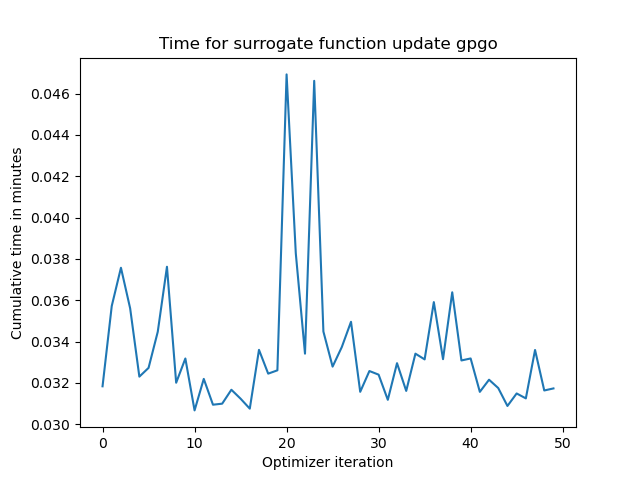 Time for surrogate function update gpgo
Cumulative time in minutes
0.046
0.044
0.042
0.040
0.038
0.036
0.034
0.032
0.030
0 10 20 30 40 50
Optimizer iteration